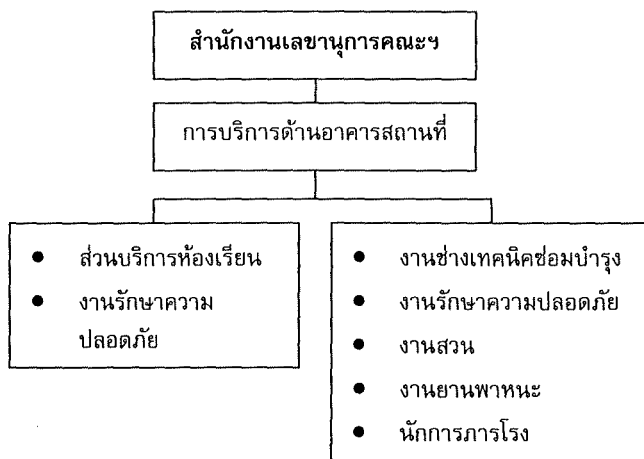 สำนักงานเลขานุการคณะฯ
การบริการด้านอาคารสถานที่
● ส่วนบริการห้องเรียน
● งานรักษาความ
ปลอดภัย
● งานช่างเทคนิคซ่อมบำรุง
● งานรักษาความปลอดภัย
● งานสวน
● งานยานพาหนะ
● นักการภารโรง